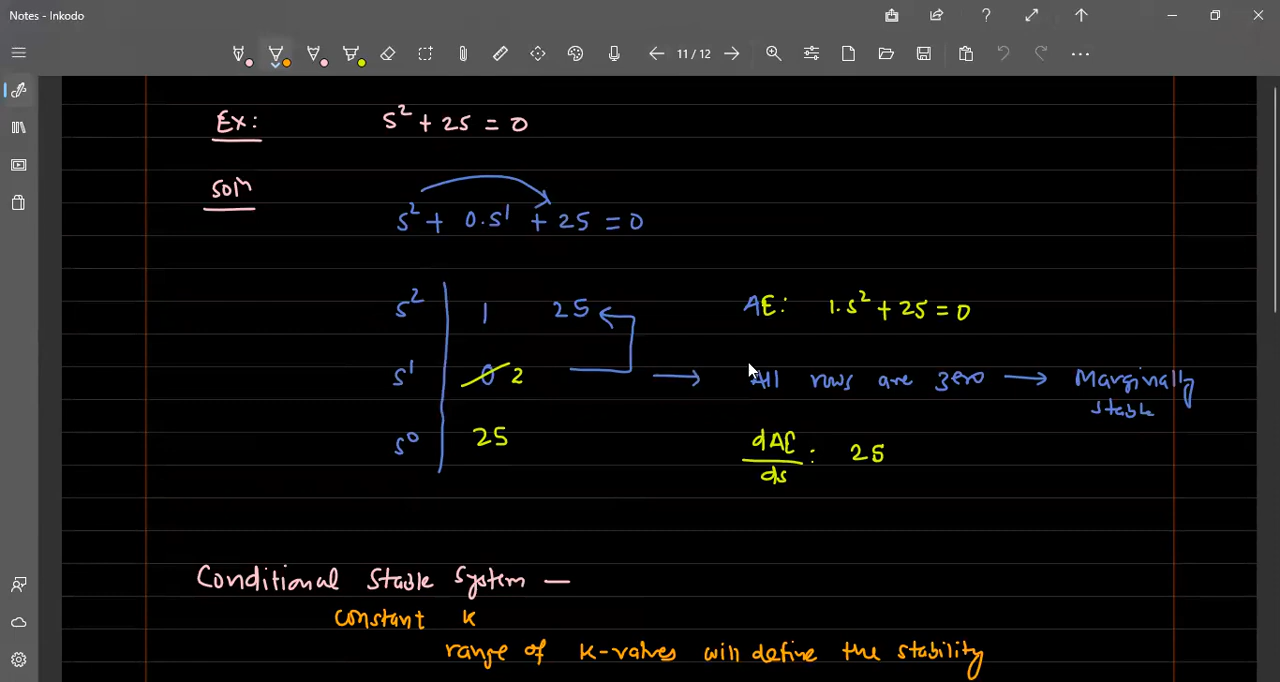 Notes - Inkodo
11 / 12
Ex: s² + 25 = 0
Soln
s² + 0.s¹ + 25 = 0
s² 1 25 AE: 1.s² + 25 = 0
s¹ 0 2 → All rows are zero → Marginally
stable
s⁰ 25 dAE/ds : 2s
Conditional Stable System —
constant K
range of K-values will define the stability